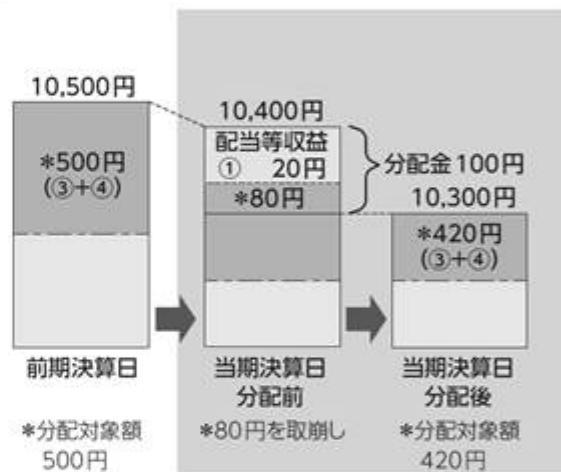 10,500円
*500円
(③+④)
前期決算日
*分配対象額
500円
10,400円
配当等収益
① 20円
*80円
分配金100円
当期決算日
分配前
*80円を取崩し
10,300円
*420円
(③+④)
当期決算日
分配後
*分配対象額
420円